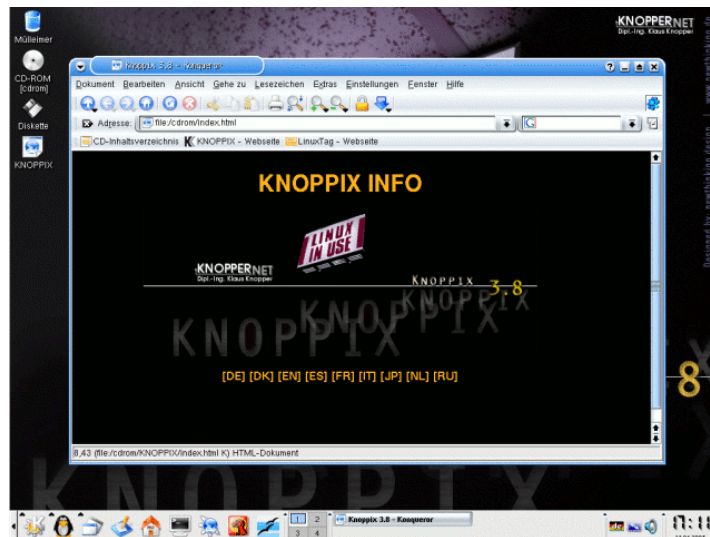 Mülleimer
CD-ROM
[cdrom]
Diskette
KNOPPIX
KNOPPERNET
Dipl.-Ing. Klaus Knopper
Knoppix 3.8 - Konqueror
Dokument Bearbeiten Ansicht Gehe zu Lesezeichen Extras Einstellungen Fenster Hilfe
Adresse: file:/cdrom/index.html
CD-Inhaltsverzeichnis KNOPPIX - Webseite LinuxTag - Webseite
KNOPPIX INFO
LINUX
IN USE
KNOPPERNET
Dipl.-Ing. Klaus Knopper
KNOPPIX
3.8
KNOPPIX
KNOPPIX
KNOPPIX
[DE] [DK] [EN] [ES] [FR] [IT] [JP] [NL] [RU]
8,43 (file:/cdrom/KNOPPIX/index.html K) HTML-Dokument
8
KNOPPIX
1 2
3 4
Knoppix 3.8 - Konqueror